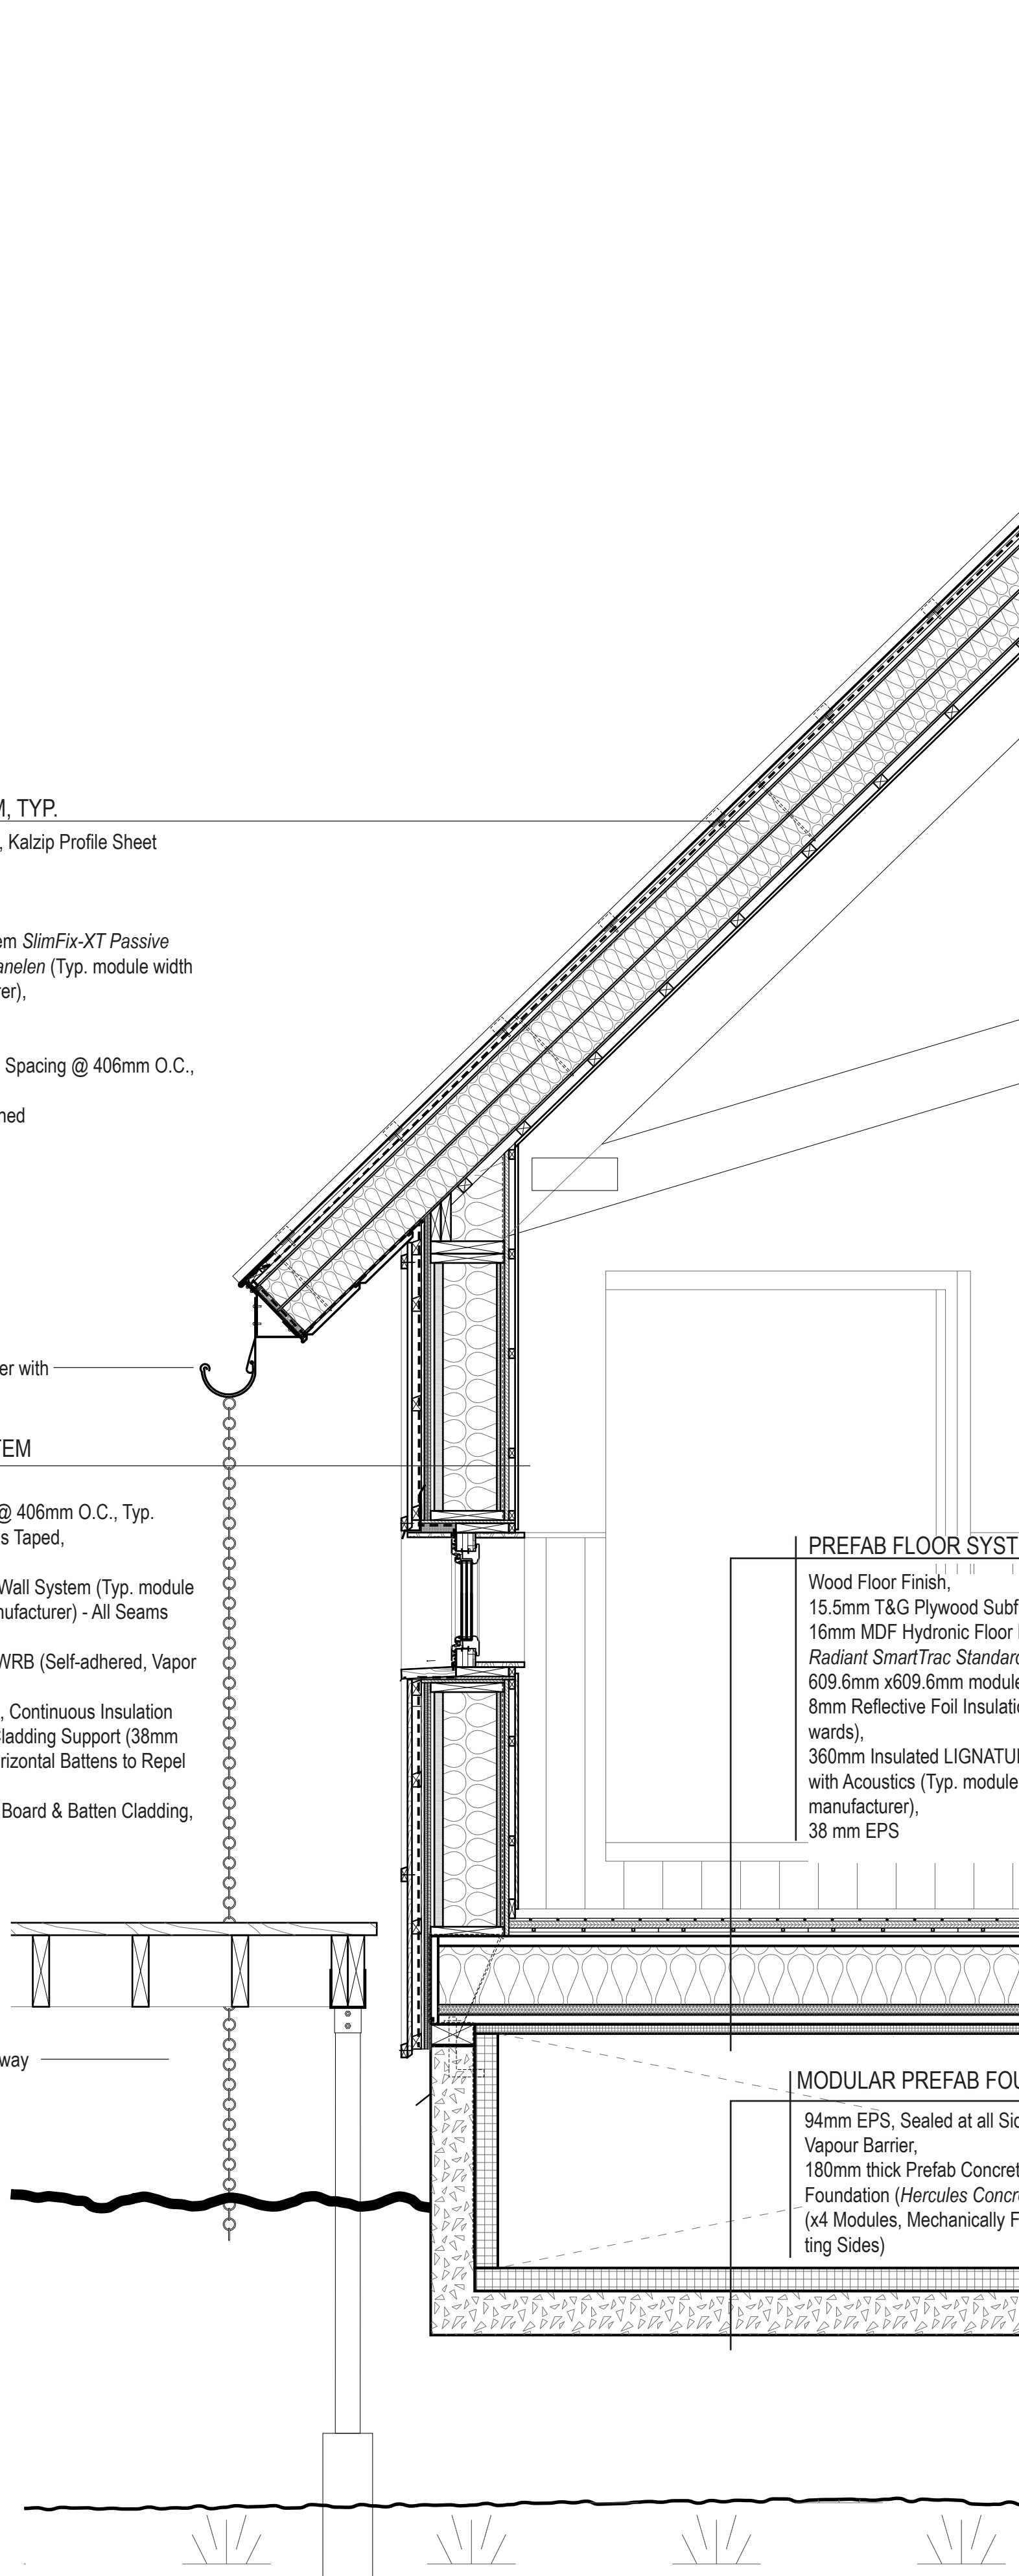 M, TYP.
, Kalzip Profile Sheet
em SlimFix-XT Passive
anelen (Typ. module width
rer),
Spacing @ 406mm O.C.,
ned
er with
TEM
@ 406mm O.C., Typ.
s Taped,
Wall System (Typ. module
nufacturer) - All Seams
WRB (Self-adhered, Vapor
, Continuous Insulation
Cladding Support (38mm
rizontal Battens to Repel
Board & Batten Cladding,
way
PREFAB FLOOR SYST
Wood Floor Finish,
15.5mm T&G Plywood Subf
16mm MDF Hydronic Floor
Radiant SmartTrac Standard
609.6mm x609.6mm module
8mm Reflective Foil Insulatio
wards),
360mm Insulated LIGNATU
with Acoustics (Typ. module
manufacturer),
38 mm EPS
MODULAR PREFAB FOU
94mm EPS, Sealed at all Sid
Vapour Barrier,
180mm thick Prefab Concret
Foundation (Hercules Concre
(x4 Modules, Mechanically F
ting Sides)